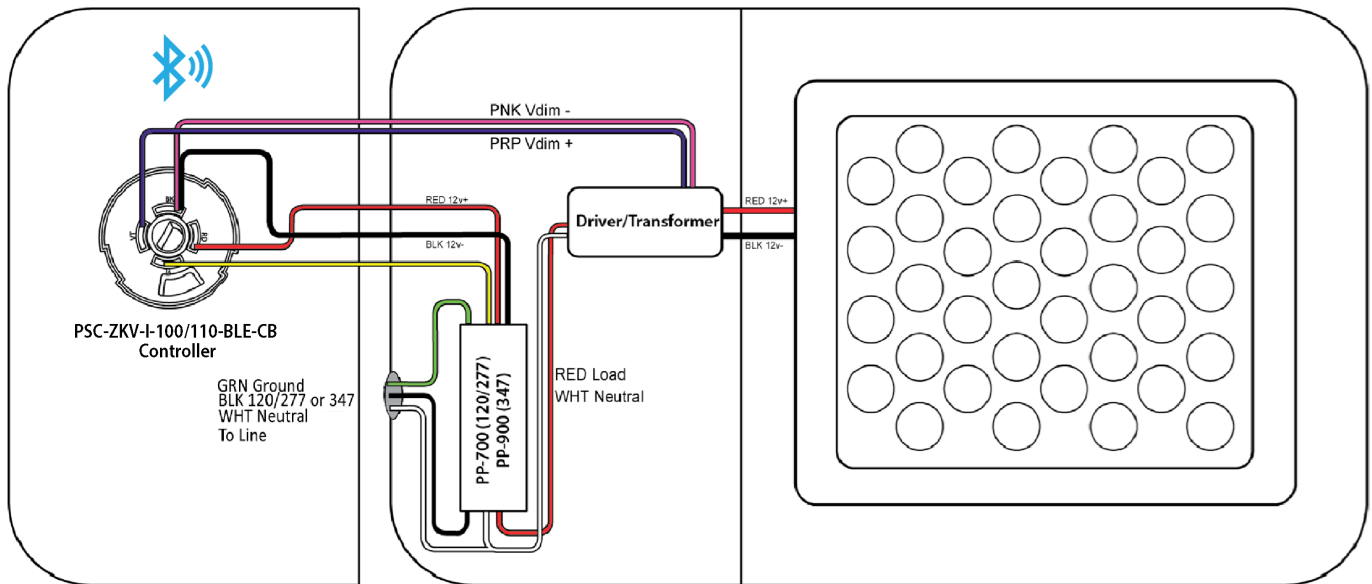 PNK Vdim -
PRP Vdim +
BK
RED 12v+
BLK 12v-
Driver/Transformer
RED 12v+
BLK 12v-
RD
PSC-ZKV-I-100/110-BLE-CB
Controller
GRN Ground
BLK 120/277 or 347
WHT Neutral
To Line
PP-700 (120/277)
PP-900 (347)
RED Load
WHT Neutral